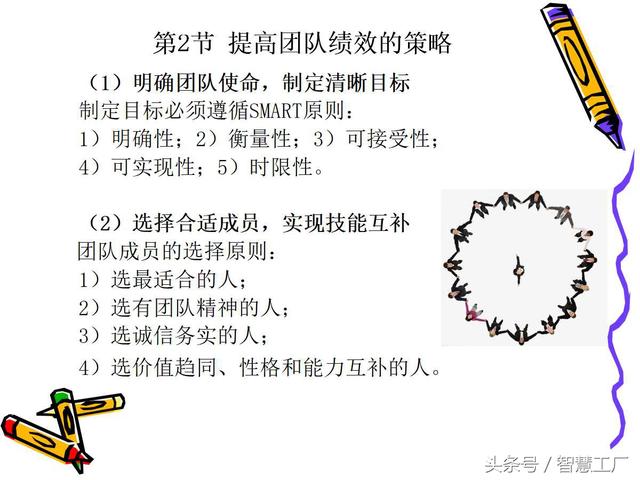 第2节 提高团队绩效的策略
（1）明确团队使命，制定清晰目标
制定目标必须遵循SMART原则：
1）明确性；2）衡量性；3）可接受性；
4）可实现性；5）时限性。
（2）选择合适成员，实现技能互补
团队成员的选择原则：
1）选最适合的人；
2）选有团队精神的人；
3）选诚信务实的人；
4）选价值趋同、性格和能力互补的人。
头条号／智慧工厂